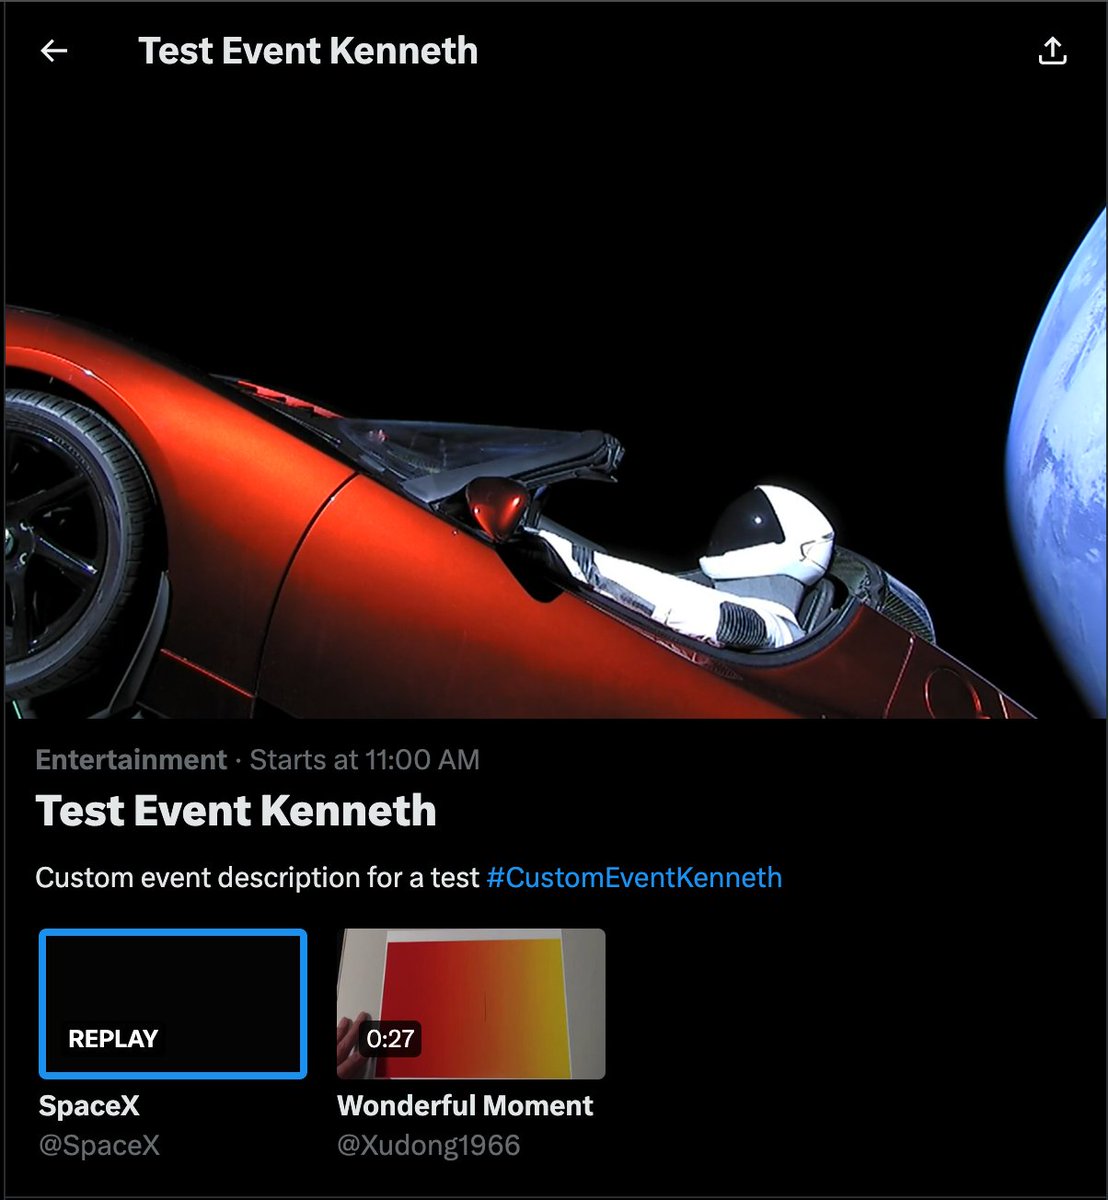 Test Event Kenneth
Entertainment · Starts at 11:00 AM
Test Event Kenneth
Custom event description for a test #CustomEventKenneth
REPLAY
0:27
SpaceX
Wonderful Moment
@SpaceX
@Xudong1966